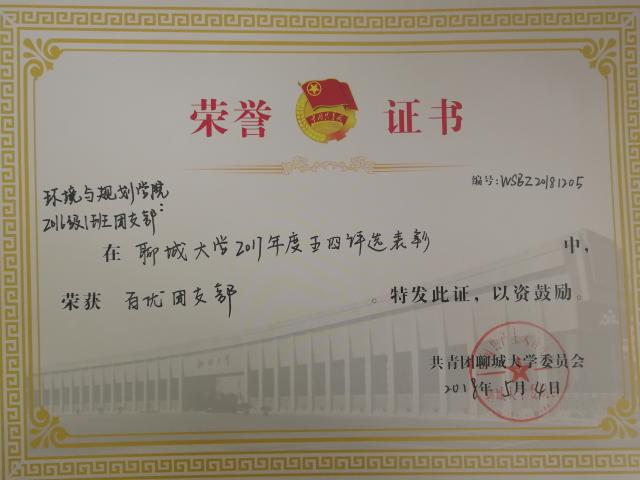 荣誉 证书
编号: WSBZ20181205
环境与规划学院
2016级1班团支部:
在 聊城大学2017年度五四评选表彰 中,
荣获 百优团支部 。特发此证,以资鼓励。
共青团聊城大学委员会
2018年5月4日